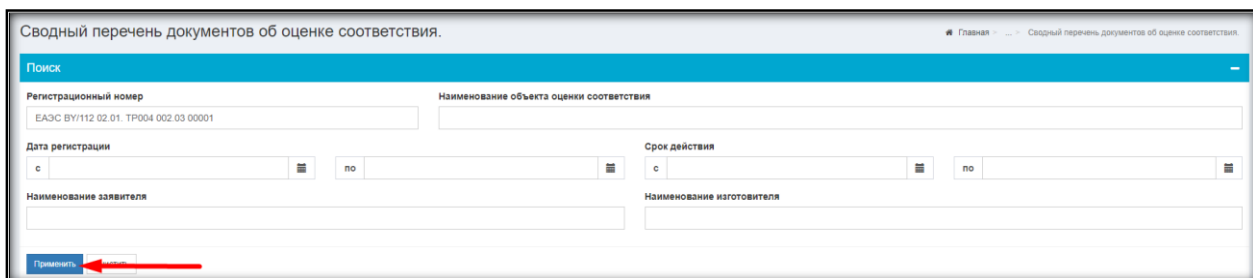 Сводный перечень документов об оценке соответствия.
Главная > ... > Сводный перечень документов об оценке соответствия.
Поиск
Регистрационный номер Наименование объекта оценки соответствия
ЕАЭС BY/112 02.01. ТР004 002.03 00001
Дата регистрации Срок действия
с по с по
Наименование заявителя Наименование изготовителя
Применить